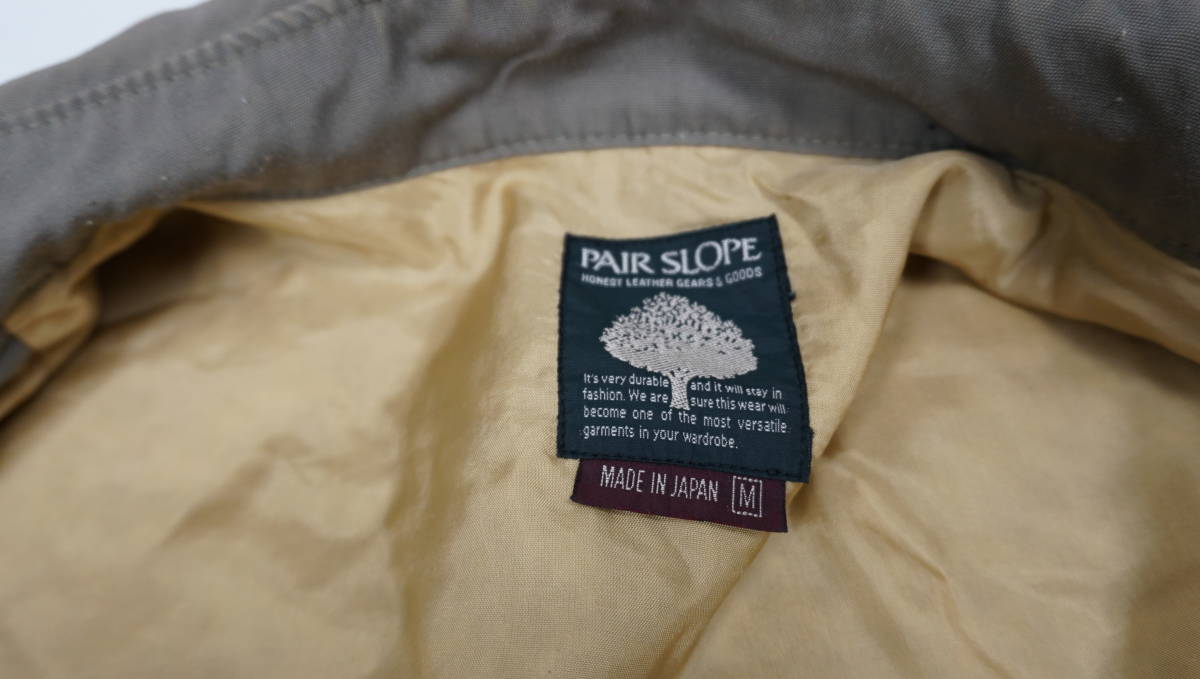 PAIR SLOPE
HONEST LEATHER GEARS & GOODS
It's very durable and it will stay in
fashion. We are sure this wear will
become one of the most versatile
garments in your wardrobe.
MADE IN JAPAN M